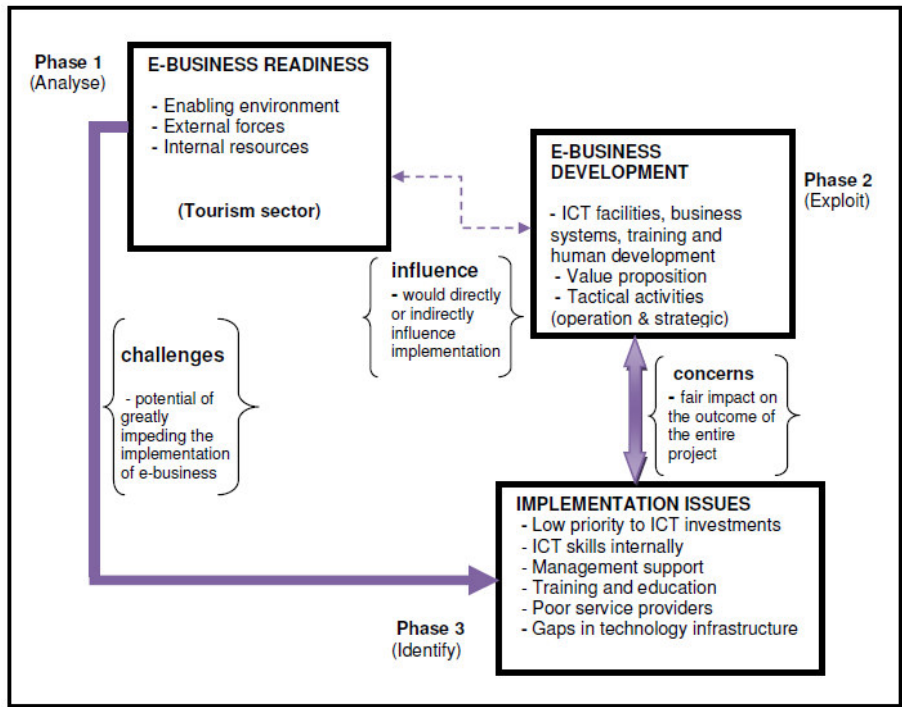 Phase 1
(Analyse)
E-BUSINESS READINESS
- Enabling environment
- External forces
- Internal resources
(Tourism sector)
E-BUSINESS
DEVELOPMENT
- ICT facilities, business
systems, training and
human development
- Value proposition
- Tactical activities
(operation & strategic)
Phase 2
(Exploit)
influence
- would directly
or indirectly
influence
implementation
challenges
- potential of
greatly
impeding the
implementation
of e-business
concerns
- fair impact on
the outcome of
the entire
project
IMPLEMENTATION ISSUES
- Low priority to ICT investments
- ICT skills internally
- Management support
- Training and education
- Poor service providers
- Gaps in technology infrastructure
Phase 3
(Identify)